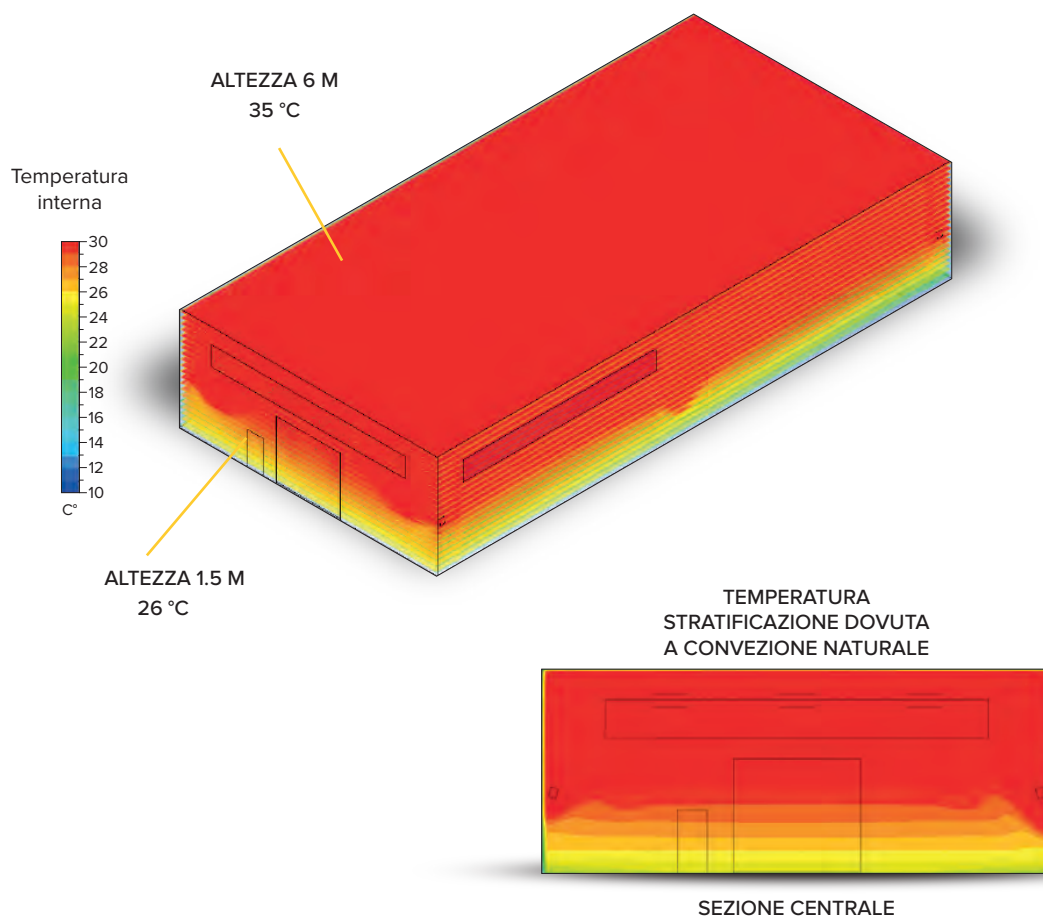 ALTEZZA 6 M
35 °C
Temperatura
interna
30
28
26
24
22
20
18
16
14
12
10
C°
ALTEZZA 1.5 M
26 °C
TEMPERATURA
STRATIFICAZIONE DOVUTA
A CONVEZIONE NATURALE
SEZIONE CENTRALE